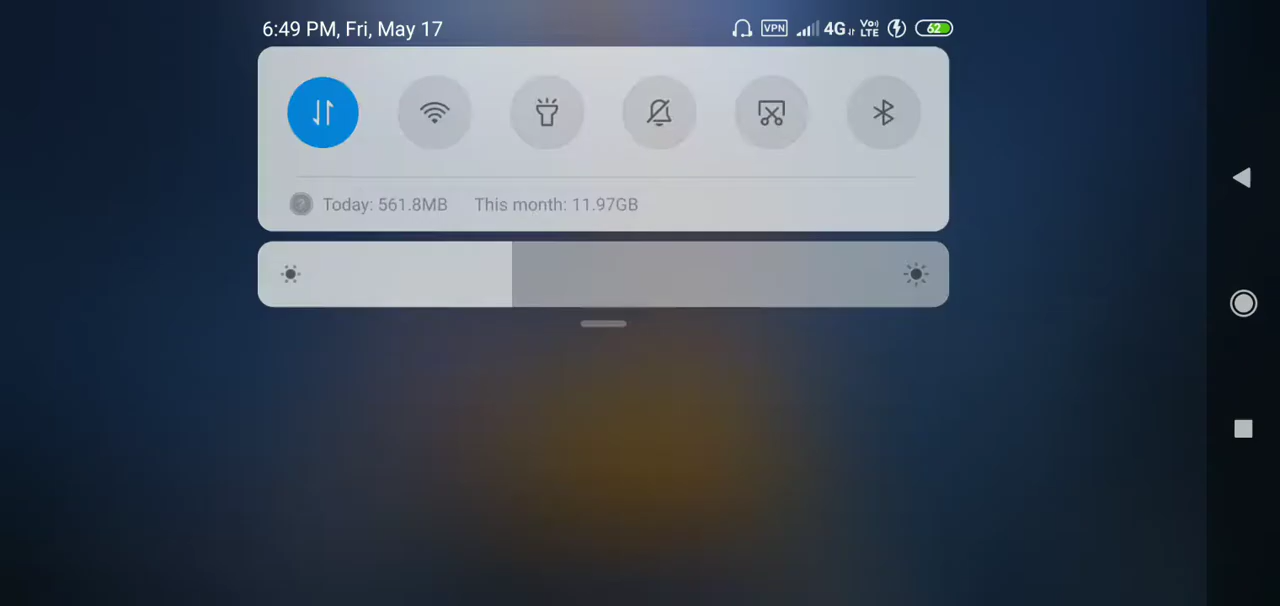 6:49 PM, Fri, May 17 VPN 4G Vo) LTE 62
Today: 561.8MB This month: 11.97GB